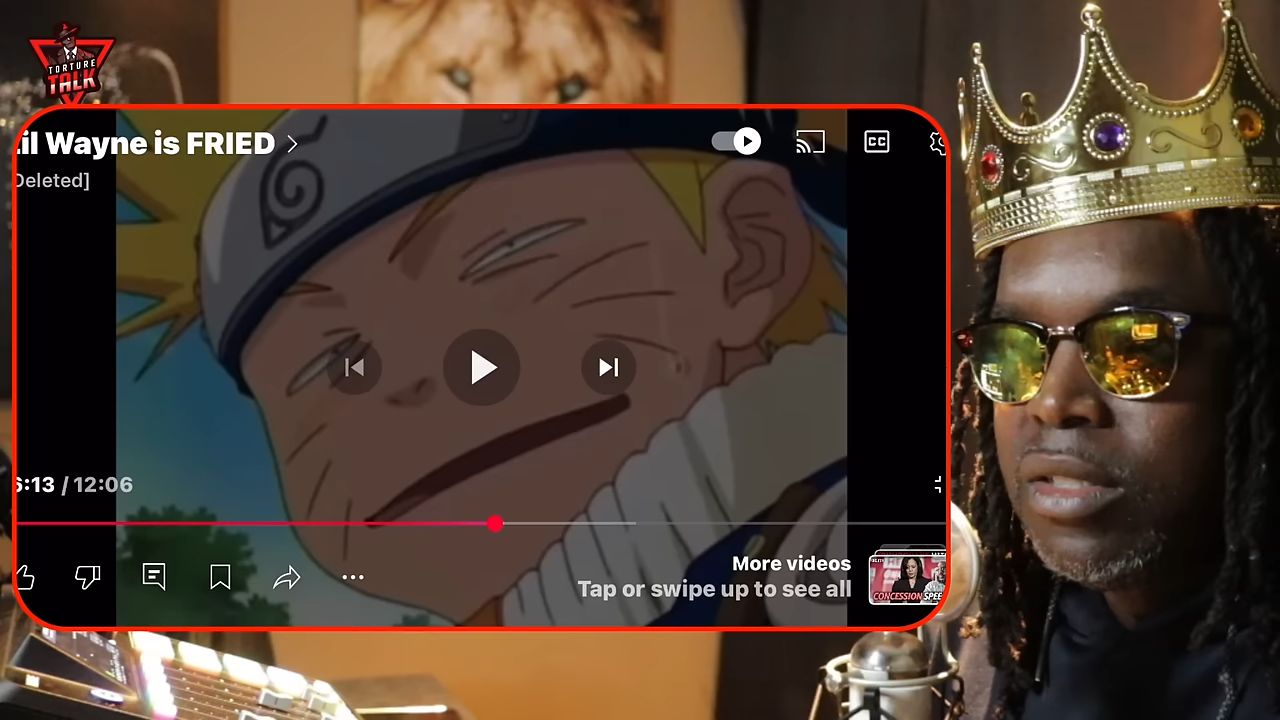 TORTURE
TALK
il Wayne is FRIED
Deleted]
CC
6:13 / 12:06
More videos
Tap or swipe up to see all
CONCESSION SPEE